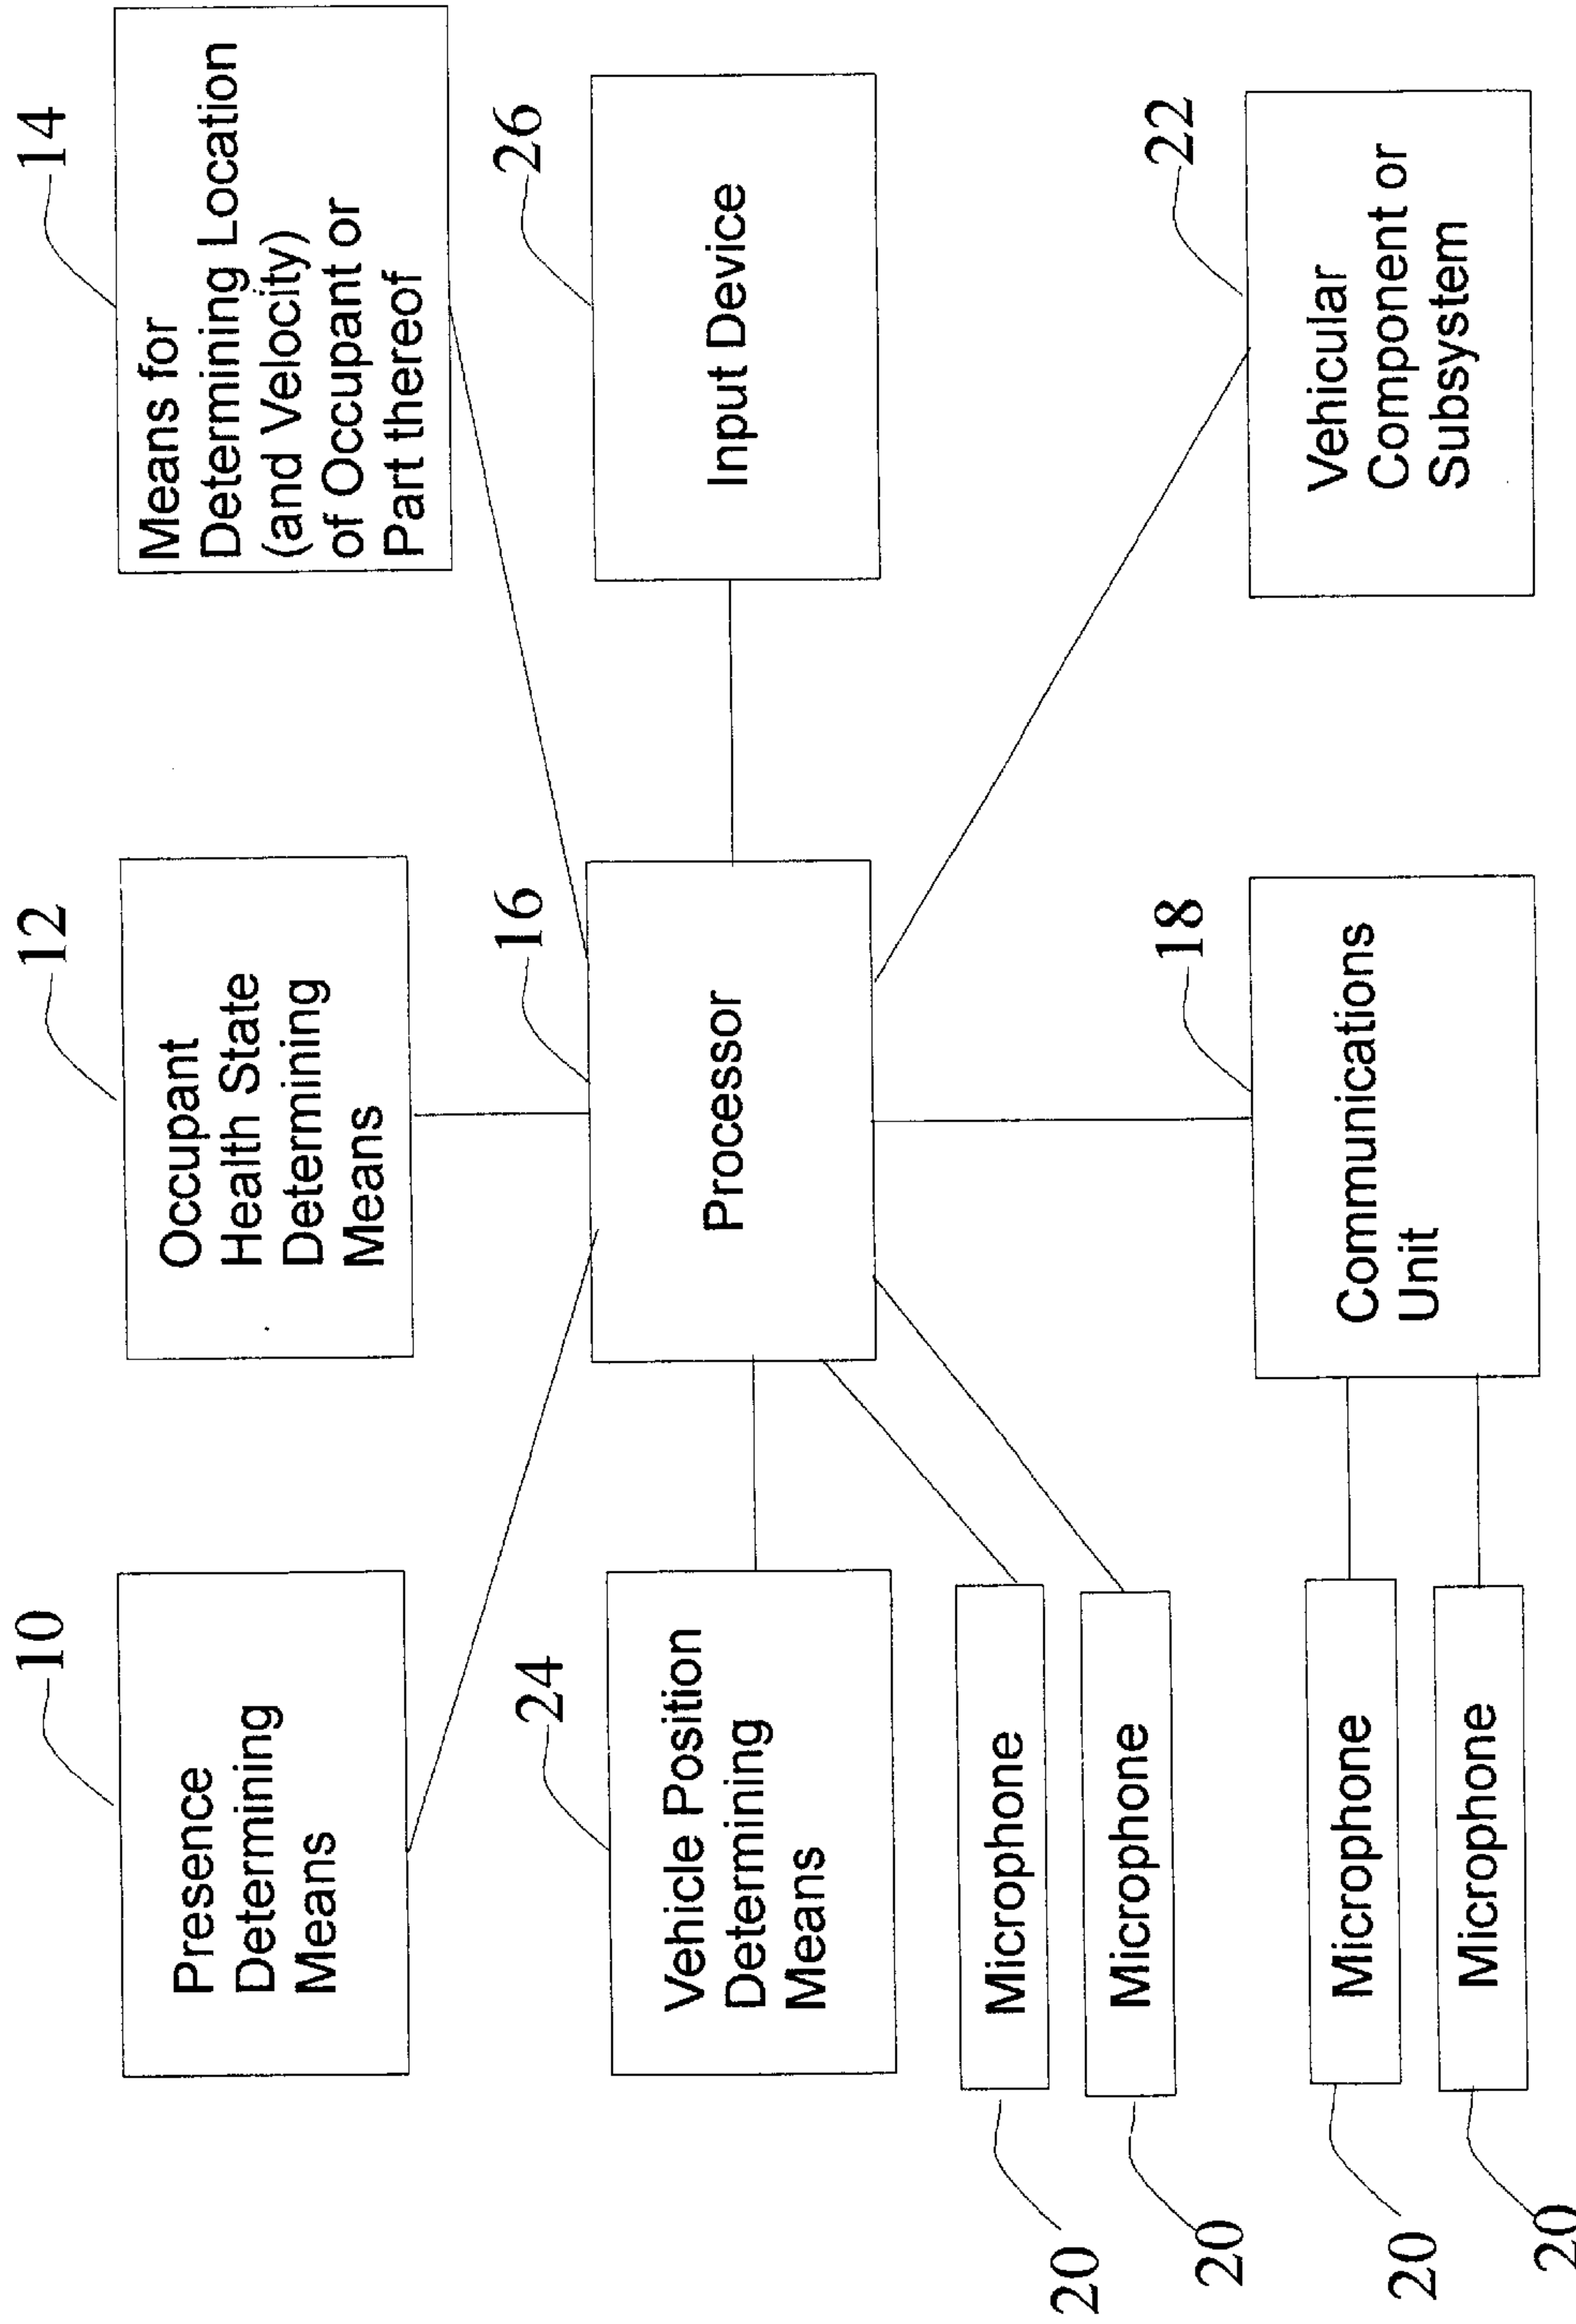 10
Presence
Determining
Means
12
Occupant
Health State
Determining
Means
14
Means for
Determining Location
(and Velocity)
of Occupant or
Part thereof
24
Vehicle Position
Determining
Means
16
Processor
26
Input Device
Microphone
20
Microphone
20
Microphone
20
Microphone
20
18
Communications
Unit
22
Vehicular
Component or
Subsystem